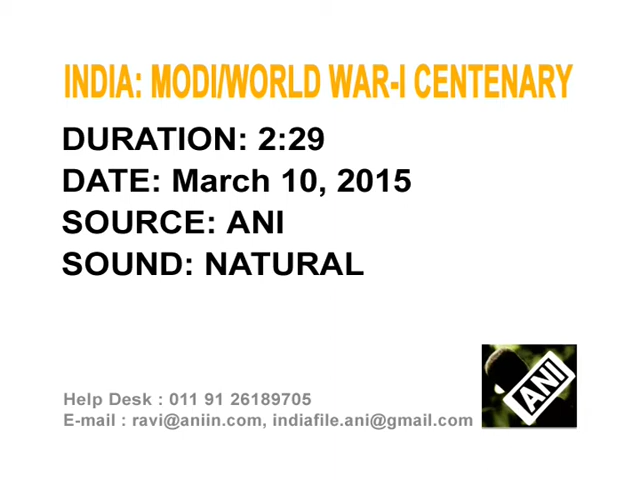 INDIA: MODI/WORLD WAR-I CENTENARY
DURATION: 2:29
DATE: March 10, 2015
SOURCE: ANI
SOUND: NATURAL
ANI
Help Desk : 011 91 26189705
E-mail : ravi@aniin.com, indiafile.ani@gmail.com